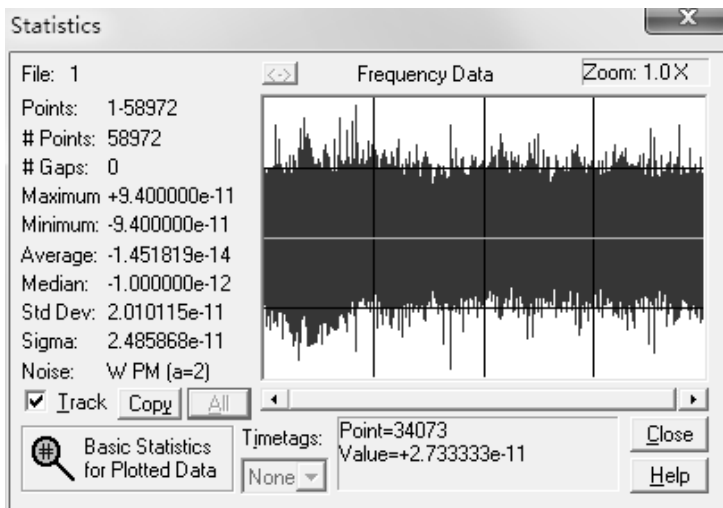 Statistics
X
File: 1
<-> Frequency Data Zoom: 1.0 X
Points: 1-58972
# Points: 58972
# Gaps: 0
Maximum +9.400000e-11
Minimum: -9.400000e-11
Average: -1.451819e-14
Median: -1.000000e-12
Std Dev: 2.010115e-11
Sigma: 2.485868e-11
Noise: W PM (a=2)
Track Copy All
# Basic Statistics
for Plotted Data
Timetags:
None
Point=34073
Value=+2.733333e-11
Close
Help